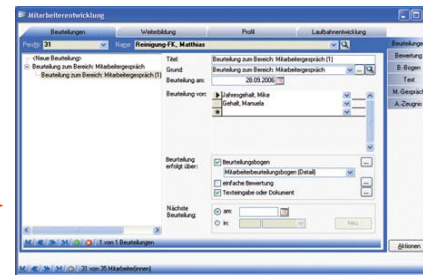 Mitarbeiterentwicklung
Beurteilungen Weiterbildung Profil Laufbahnentwicklung
31 Name: Reinigung-FK, Matthias
<Neue Beurteilung>
Beurteilung zum Bereich: Mitarbeitergespräch
Beurteilung zum Bereich: Mitarbeitergespräch (1)
Titel: Beurteilung zum Bereich: Mitarbeitergespräch (1)
Grund: Beurteilung zum Bereich: Mitarbeitergespräch
Beurteilung am: 28.09.2006
Beurteilung von: Jahresgehalt, Mike
Gehalt, Manuela
Beurteilung erfolgt über:
Beurteilungsbogen
Mitarbeiterbeurteilungsbogen (Detail)
einfache Bewertung
Texteingabe oder Dokument
Nächste Beurteilung:
am:
in:
Neu
1 von 1 Beurteilungen
31 von 35 Mitarbeiter(innen)
Beurteilungen
Bewertung
B.-Bogen
Text
M.-Gespräch
A.-Zeugnis
Aktionen